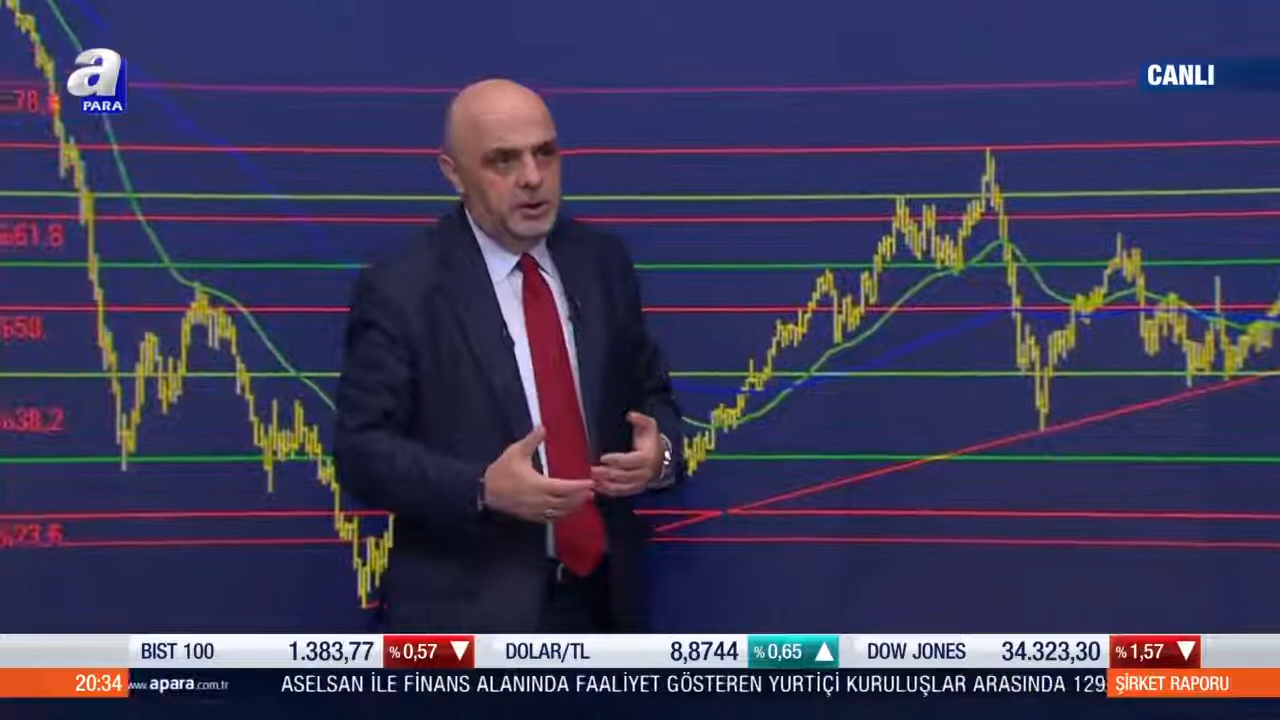 a
PARA
CANLI
%61.8
%50.
%38.2
%23.6
BIST 100 1.383,77 %0,57 DOLAR/TL 8,8744 %0,65 DOW JONES 34.323,30 %1,57
20:34 www.apara.com.tr ASELSAN İLE FİNANS ALANINDA FAALİYET GÖSTEREN YURTİÇİ KURULUŞLAR ARASINDA 129 ŞİRKET RAPORU